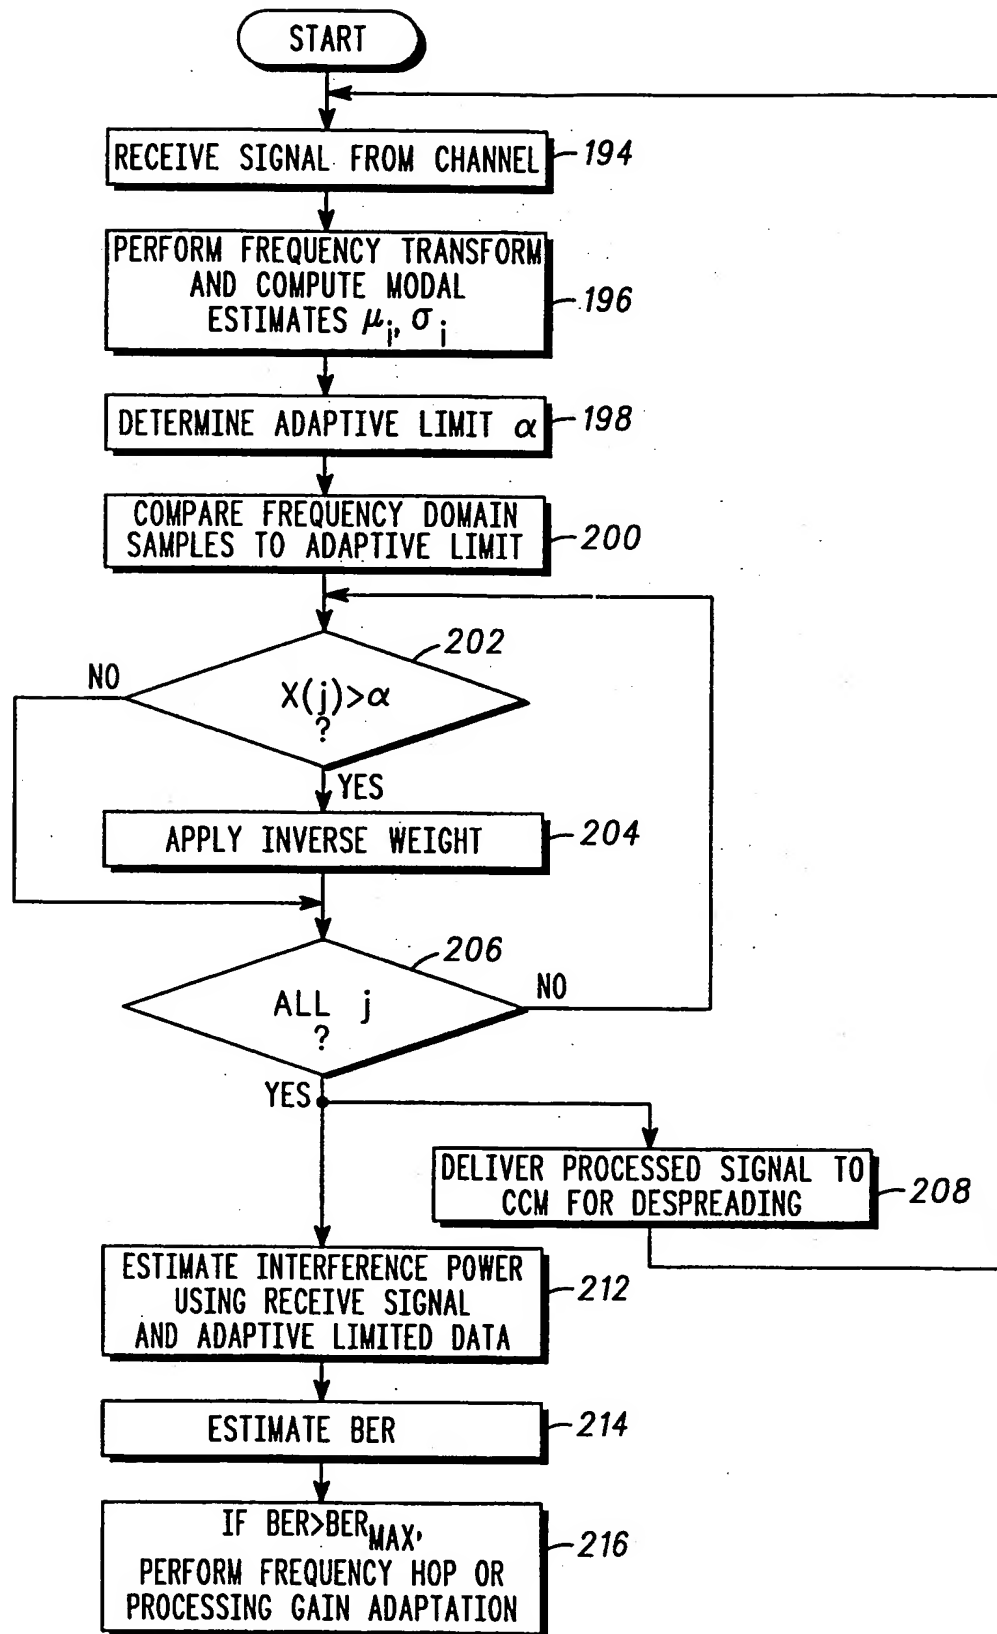 START
RECEIVE SIGNAL FROM CHANNEL
194
PERFORM FREQUENCY TRANSFORM
AND COMPUTE MODAL
ESTIMATES μi, σi
196
DETERMINE ADAPTIVE LIMIT α
198
COMPARE FREQUENCY DOMAIN
SAMPLES TO ADAPTIVE LIMIT
200
202
NO
X(j)>α
?
YES
APPLY INVERSE WEIGHT
204
206
ALL j
?
NO
YES
DELIVER PROCESSED SIGNAL TO
CCM FOR DESPREADING
208
ESTIMATE INTERFERENCE POWER
USING RECEIVE SIGNAL
AND ADAPTIVE LIMITED DATA
212
ESTIMATE BER
214
IF BER>BERMAX,
PERFORM FREQUENCY HOP OR
PROCESSING GAIN ADAPTATION
216